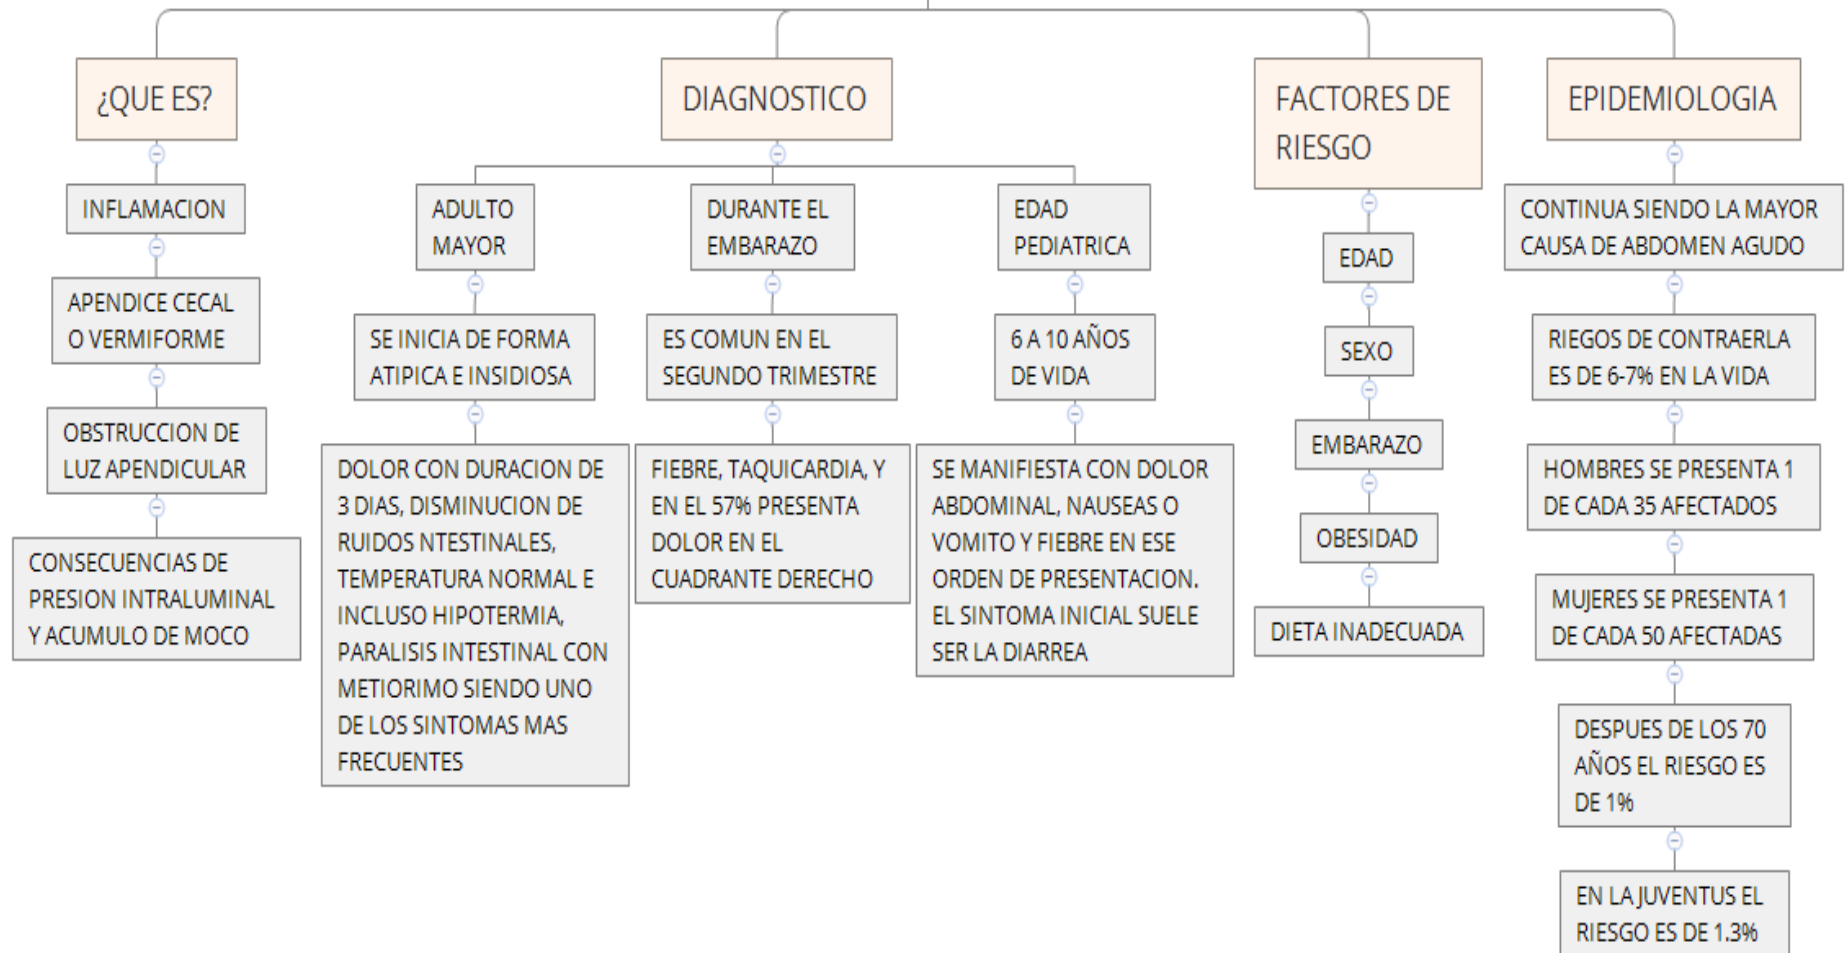 ¿QUE ES?
INFLAMACION
APENDICE CECAL
O VERMIFORME
OBSTRUCCION DE
LUZ APENDICULAR
CONSECUENCIAS DE
PRESION INTRALUMINAL
Y ACUMULO DE MOCO
DIAGNOSTICO
ADULTO
MAYOR
SE INICIA DE FORMA
ATIPICA E INSIDIOSA
DOLOR CON DURACION DE
3 DIAS, DISMINUCION DE
RUIDOS NTESTINALES,
TEMPERATURA NORMAL E
INCLUSO HIPOTERMIA,
PARALISIS INTESTINAL CON
METIORIMO SIENDO UNO
DE LOS SINTOMAS MAS
FRECUENTES
DURANTE EL
EMBARAZO
ES COMUN EN EL
SEGUNDO TRIMESTRE
FIEBRE, TAQUICARDIA, Y
EN EL 57% PRESENTA
DOLOR EN EL
CUADRANTE DERECHO
EDAD
PEDIATRICA
6 A 10 AÑOS
DE VIDA
SE MANIFIESTA CON DOLOR
ABDOMINAL, NAUSEAS O
VOMITO Y FIEBRE EN ESE
ORDEN DE PRESENTACION.
EL SINTOMA INICIAL SUELE
SER LA DIARREA
FACTORES DE
RIESGO
EDAD
SEXO
EMBARAZO
OBESIDAD
DIETA INADECUADA
EPIDEMIOLOGIA
CONTINUA SIENDO LA MAYOR
CAUSA DE ABDOMEN AGUDO
RIEGOS DE CONTRAERLA
ES DE 6-7% EN LA VIDA
HOMBRES SE PRESENTA 1
DE CADA 35 AFECTADOS
MUJERES SE PRESENTA 1
DE CADA 50 AFECTADAS
DESPUES DE LOS 70
AÑOS EL RIESGO ES
DE 1%
EN LA JUVENTUS EL
RIESGO ES DE 1.3%